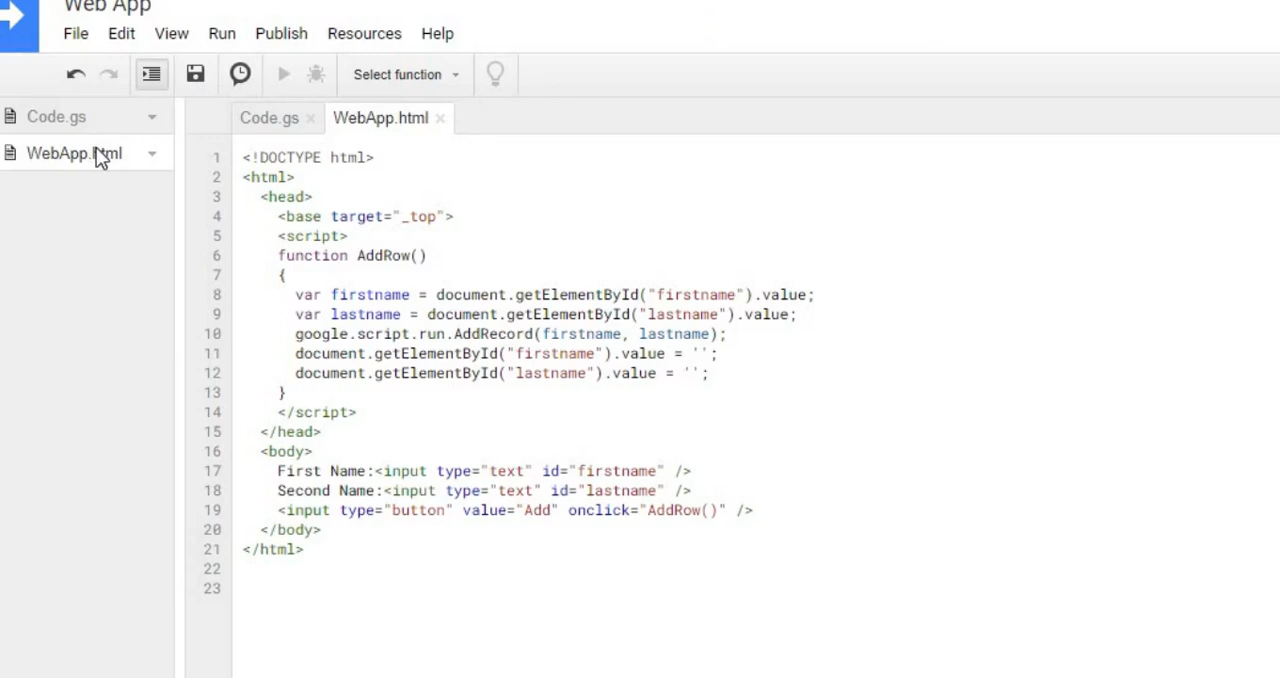 Web App
File Edit View Run Publish Resources Help
Select function
Code.gs
WebApp.html
Code.gs × WebApp.html ×
1 <!DOCTYPE html>
2 <html>
3 <head>
4 <base target="_top">
5 <script>
6 function AddRow()
7 {
8 var firstname = document.getElementById("firstname").value;
9 var lastname = document.getElementById("lastname").value;
10 google.script.run.AddRecord(firstname, lastname);
11 document.getElementById("firstname").value = '';
12 document.getElementById("lastname").value = '';
13 }
14 </script>
15 </head>
16 <body>
17 First Name:<input type="text" id="firstname" />
18 Second Name:<input type="text" id="lastname" />
19 <input type="button" value="Add" onclick="AddRow()" />
20 </body>
21 </html>
22
23